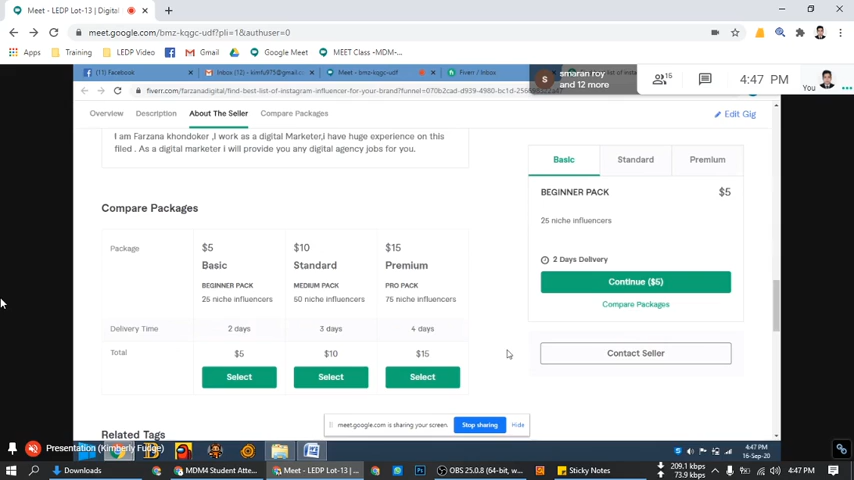 Meet - LEDP Lot-13 | Digital
meet.google.com/bmz-kqgc-udf?pli=1&authuser=0
Apps Training LEDP Video Gmail Google Meet MEET Class -MDM-...
(11) Facebook
Inbox (12) - kimfu975@gmail.co
Meet - bmz-kqgc-udf
Fiverr / Inbox
smaran roy
and 12 more
15
4:47 PM
You
fiverr.com/farzanadigital/find-best-list-of-instagram-influencer-for-your-brand?funnel=
Overview Description About The Seller Compare Packages
Edit Gig
I am Farzana khondoker ,I work as a digital Marketer,i have huge experience on this
filed . As a digital marketer i will provide you any digital agency jobs for you.
Basic Standard Premium
BEGINNER PACK $5
25 niche influencers
2 Days Delivery
Continue ($5)
Compare Packages
Contact Seller
Compare Packages
Package $5 $10 $15
Basic Standard Premium
BEGINNER PACK MEDIUM PACK PRO PACK
25 niche influencers 50 niche influencers 75 niche influencers
Delivery Time 2 days 3 days 4 days
Total $5 $10 $15
Select Select Select
Related Tags
meet.google.com is sharing your screen. Stop sharing Hide
Presentation (Kimberly Fudge)
4:47 PM
16-Sep-20
Downloads
MDM4 Student Atte...
Meet - LEDP Lot-13 | ...
OBS 25.0.8 (64-bit, w...
Sticky Notes
209.1 kbps
73.9 kbps
4:47 PM